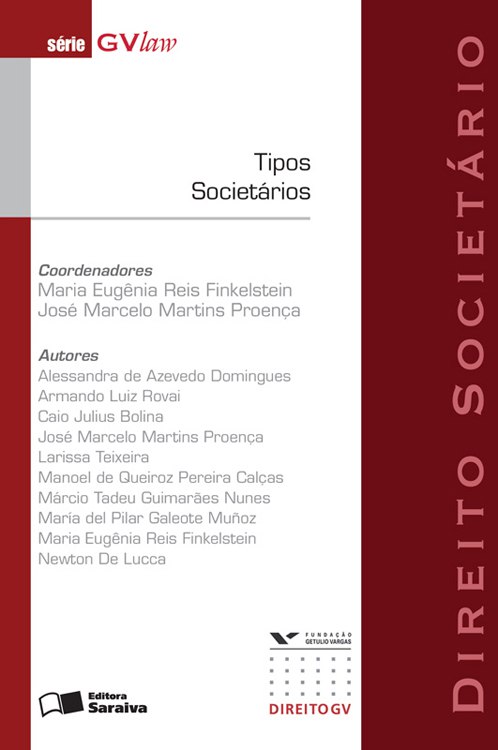 série GVlaw
Tipos
Societários
Coordenadores
Maria Eugênia Reis Finkelstein
José Marcelo Martins Proença
Autores
Alessandra de Azevedo Domingues
Armando Luiz Rovai
Caio Julius Bolina
José Marcelo Martins Proença
Larissa Teixeira
Manoel de Queiroz Pereira Calças
Márcio Tadeu Guimarães Nunes
María del Pilar Galeote Muñoz
Maria Eugênia Reis Finkelstein
Newton De Lucca
FUNDAÇÃO
GETULIO VARGAS
DIREITO GV
Editora
Saraiva
DIREITO SOCIETÁRIO